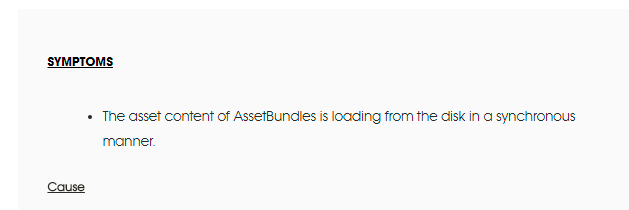 SYMPTOMS
• The asset content of AssetBundles is loading from the disk in a synchronous
manner.
Cause